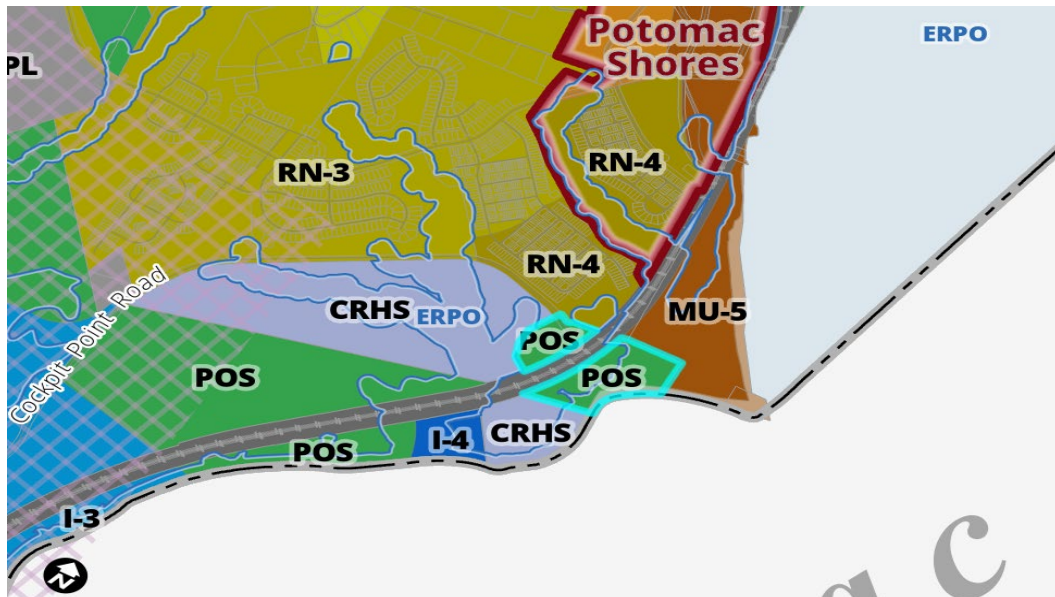 Potomac
Shores
ERPO
PL
RN-3
RN-4
RN-4
CRHS
ERPO
MU-5
POS
Cockpit Point Road
POS
POS
POS
I-4
CRHS
I-3
N
a c